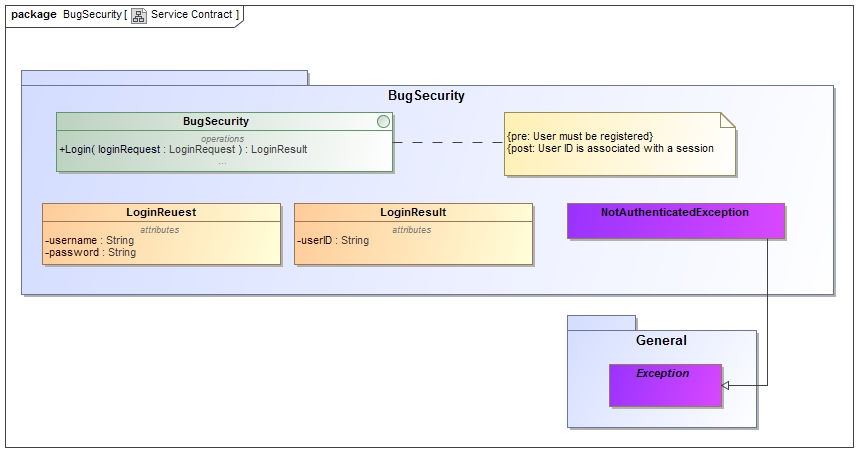 package BugSecurity [ Service Contract ]
BugSecurity
BugSecurity
operations
+Login( loginRequest : LoginRequest ) : LoginResult
...
{pre: User must be registered}
{post: User ID is associated with a session
LoginReuest
attributes
-username : String
-password : String
LoginResult
attributes
-userID : String
NotAuthenticatedException
General
Exception